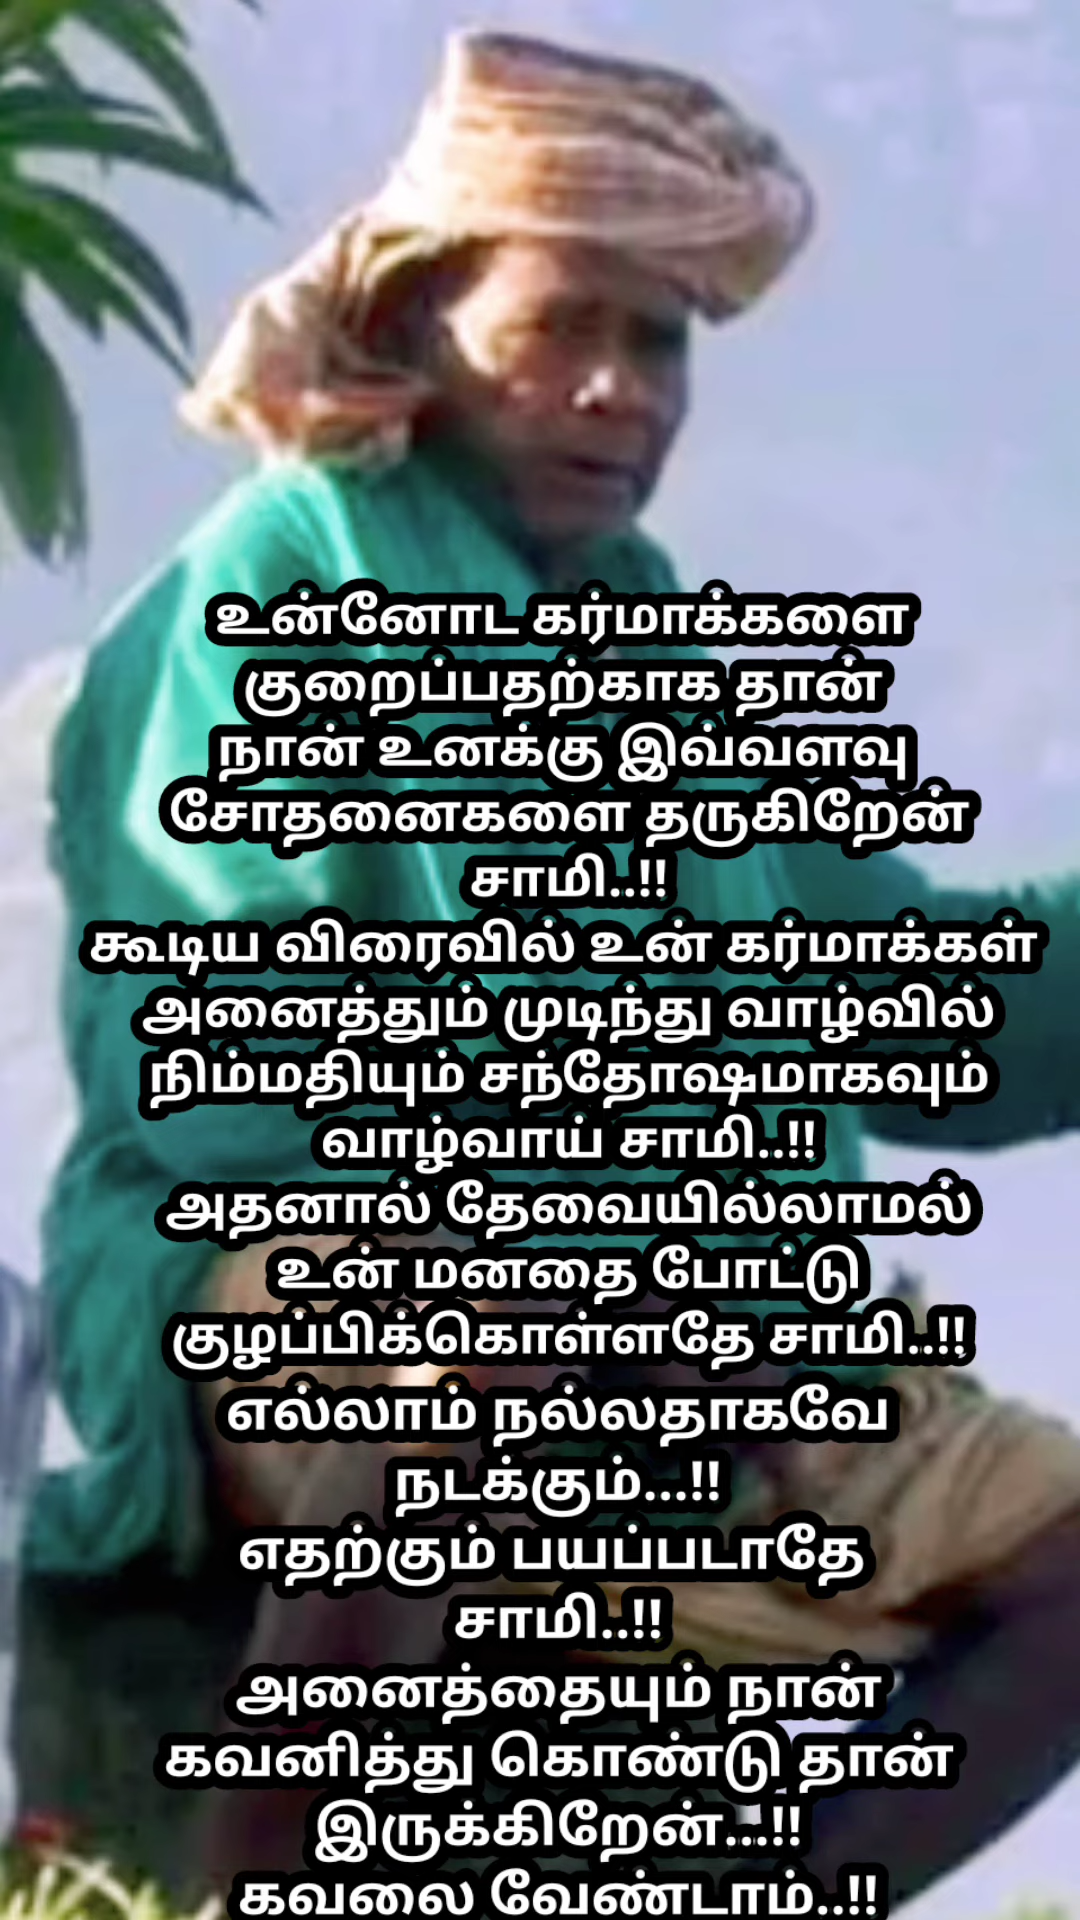 உன்னோட கர்மாக்களை
குறைப்பதற்காக தான்
நான் உனக்கு இவ்வளவு
சோதனைகளை தருகிறேன்
சாமி..!!
கூடிய விரைவில் உன் கர்மாக்கள்
அனைத்தும் முடிந்து வாழ்வில்
நிம்மதியும் சந்தோஷமாகவும்
வாழ்வாய் சாமி..!!
அதனால் தேவையில்லாமல்
உன் மனதை போட்டு
குழப்பிக்கொள்ளதே சாமி..!!
எல்லாம் நல்லதாகவே
நடக்கும்...!!
எதற்கும் பயப்படாதே
சாமி..!!
அனைத்தையும் நான்
கவனித்து கொண்டு தான்
இருக்கிறேன்...!!
கவலை வேண்டாம்..!!